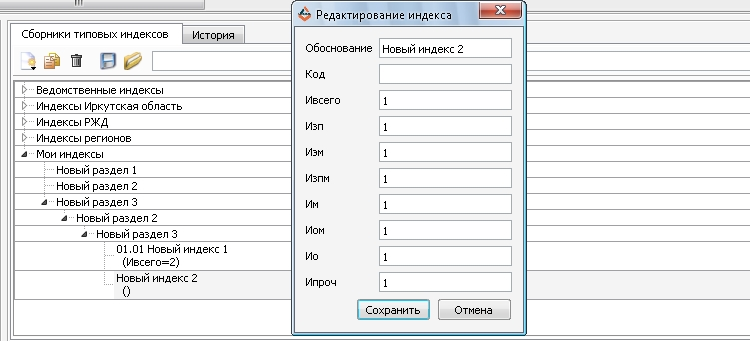 Сборники типовых индексов
История
Ведомственные индексы
Индексы Иркутская область
Индексы РЖД
Индексы регионов
Мои индексы
Новый раздел 1
Новый раздел 2
Новый раздел 3
Новый раздел 2
Новый раздел 3
01.01 Новый индекс 1
(Ивсего=2)
Новый индекс 2
()
Редактирование индекса
Обоснование Новый индекс 2
Код
Ивсего 1
Изп 1
Иэм 1
Изпм 1
Им 1
Иом 1
Ио 1
Ипроч 1
Сохранить Отмена